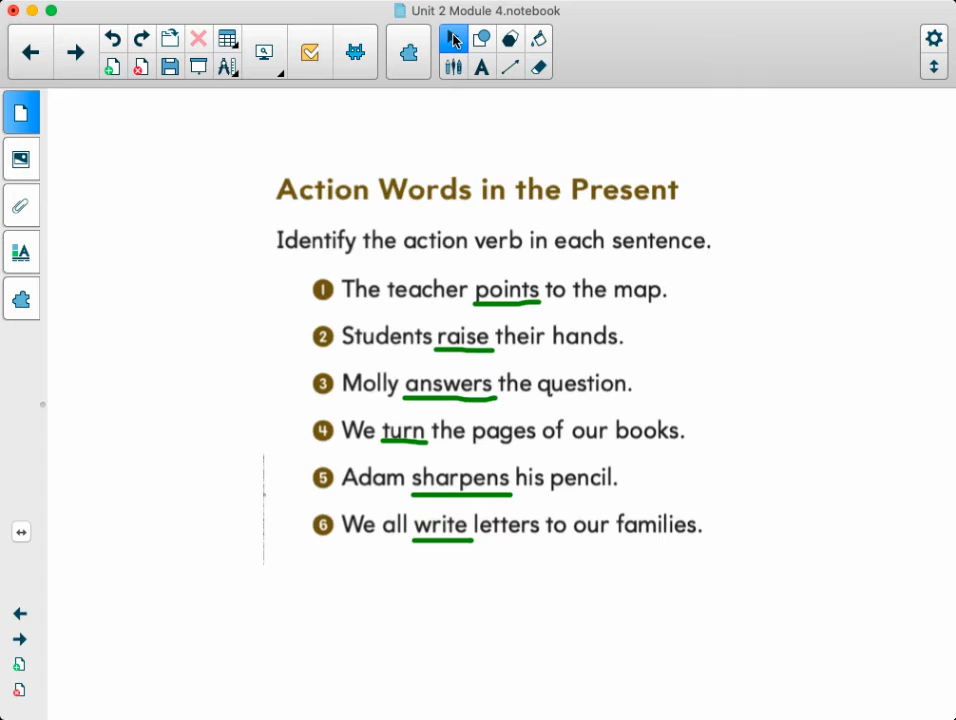 Unit 2 Module 4.notebook
Action Words in the Present
Identify the action verb in each sentence.
1 The teacher points to the map.
2 Students raise their hands.
3 Molly answers the question.
4 We turn the pages of our books.
5 Adam sharpens his pencil.
6 We all write letters to our families.